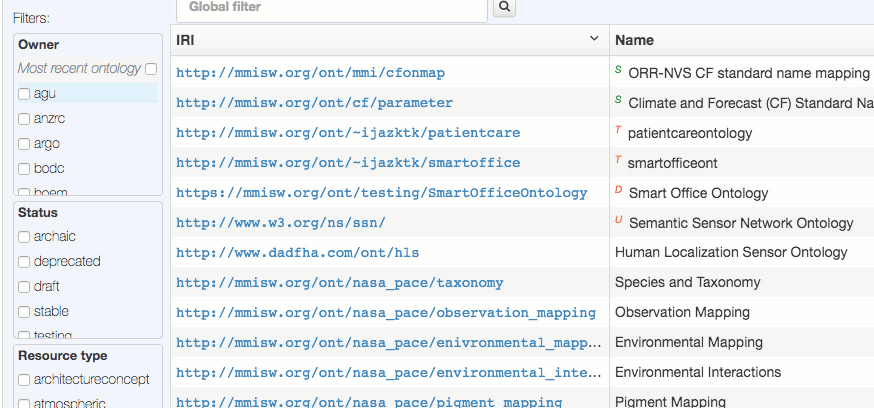 Filters:
Global filter
Owner
Most recent ontology
agu
anzrc
argo
bodc
boem
Status
archaic
deprecated
draft
stable
testing
Resource type
architectureconcept
atmospheric
IRI Name
http://mmisw.org/ont/mmi/cfonmap S ORR-NVS CF standard name mapping
http://mmisw.org/ont/cf/parameter S Climate and Forecast (CF) Standard Na
http://mmisw.org/ont/~ijazktk/patientcare T patientcareontology
http://mmisw.org/ont/~ijazktk/smartoffice T smartofficeont
https://mmisw.org/ont/testing/SmartOfficeOntology D Smart Office Ontology
http://www.w3.org/ns/ssn/ U Semantic Sensor Network Ontology
http://www.dadfha.com/ont/hls Human Localization Sensor Ontology
http://mmisw.org/ont/nasa_pace/taxonomy Species and Taxonomy
http://mmisw.org/ont/nasa_pace/observation_mapping Observation Mapping
http://mmisw.org/ont/nasa_pace/enivronmental_mapp... Environmental Mapping
http://mmisw.org/ont/nasa_pace/environmental_inte... Environmental Interactions
http://mmisw.org/ont/nasa_pace/pigment_mapping Pigment Mapping